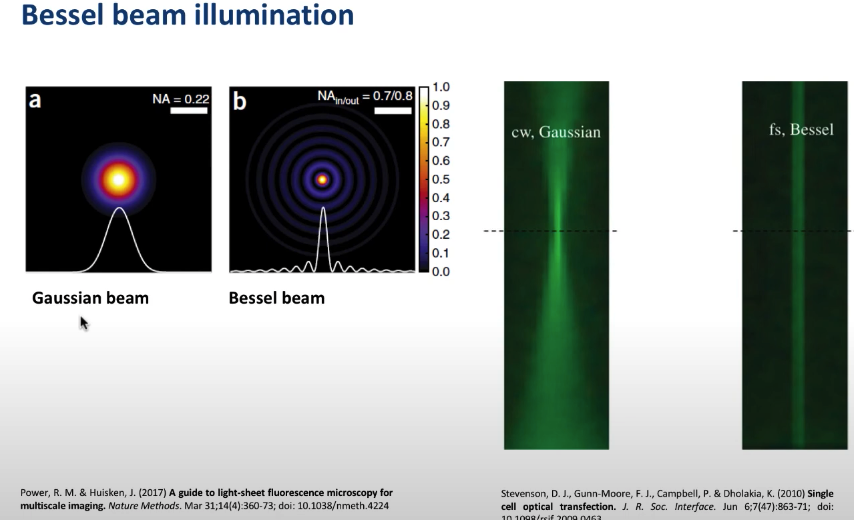 Bessel beam illumination
a
NA = 0.22
b
NAin/out = 0.7/0.8
1.0
0.9
0.8
0.7
0.6
0.5
0.4
0.3
0.2
0.1
0.0
Gaussian beam
Bessel beam
cw, Gaussian
fs, Bessel
Power, R. M. & Huisken, J. (2017) A guide to light-sheet fluorescence microscopy for
multiscale imaging. Nature Methods. Mar 31;14(4):360-73; doi: 10.1038/nmeth.4224
Stevenson, D. J., Gunn-Moore, F. J., Campbell, P. & Dholakia, K. (2010) Single
cell optical transfection. J. R. Soc. Interface. Jun 6;7(47):863-71; doi:
10.1098/rsif.2009.0463